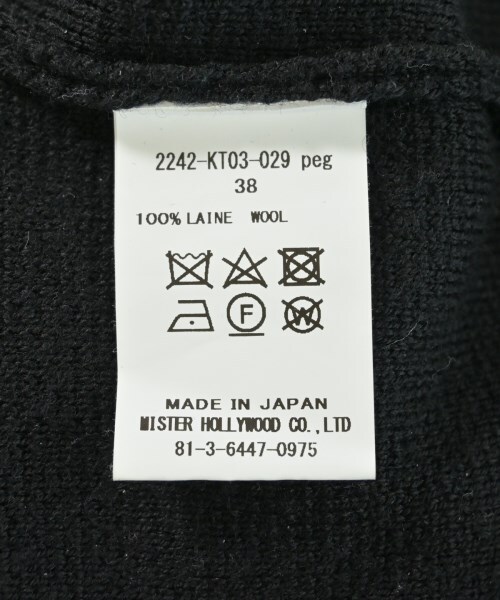 2242-KT03-029 peg
38
100% LAINE WOOL
F
W
MADE IN JAPAN
MISTER HOLLYWOOD CO.,LTD
81-3-6447-0975